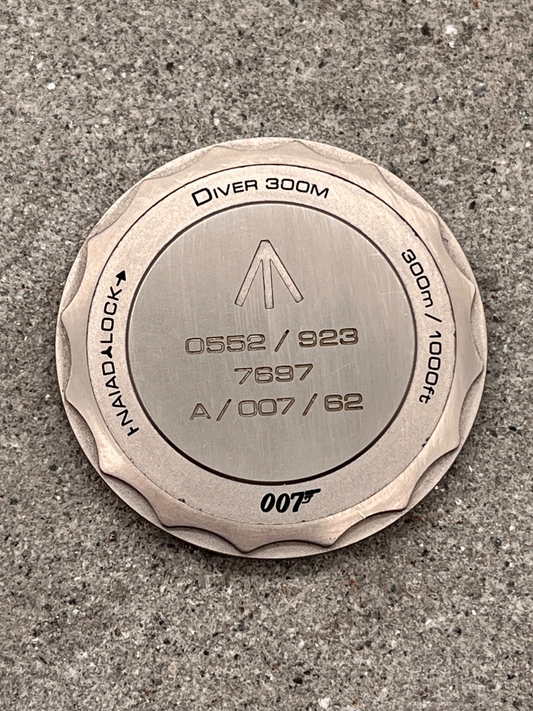 DIVER 300M
300m / 1000ft
NAIAD LOCK
0552 / 923
7697
A / 007 / 62
007